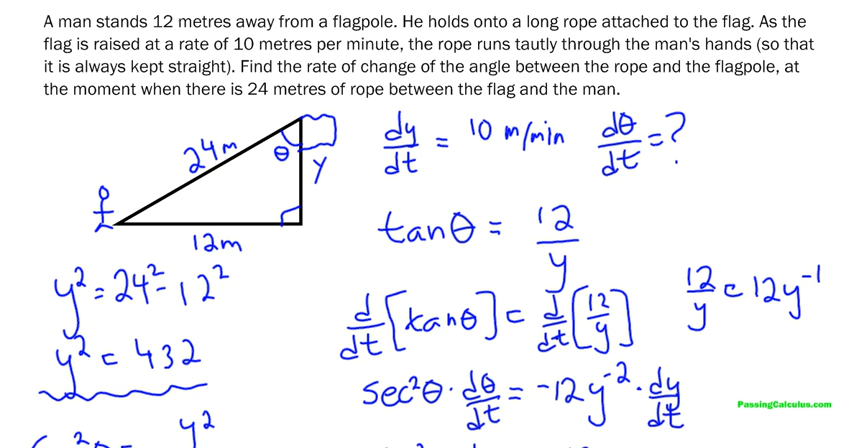 A man stands 12 metres away from a flagpole. He holds onto a long rope attached to the flag. As the
flag is raised at a rate of 10 metres per minute, the rope runs tautly through the man's hands (so that
it is always kept straight). Find the rate of change of the angle between the rope and the flagpole, at
the moment when there is 24 metres of rope between the flag and the man.
24m
θ
y
12m
dy/dt = 10 m/min dθ/dt = ?
tanθ = 12/y
y² = 24² - 12²
d/dt [tanθ] = d/dt [12/y]
12/y = 12y⁻¹
y² = 432
sec²θ · dθ/dt = -12y⁻² · dy/dt
y²
PassingCalculus.com